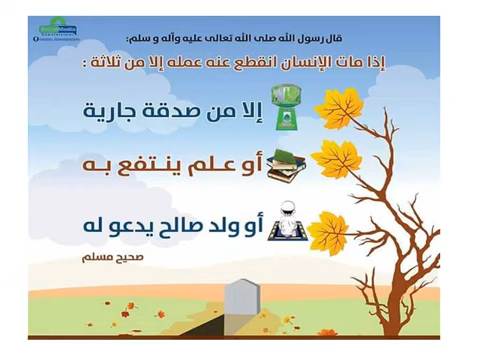 قال رسول الله صلى الله تعالى عليه وآله و سلم:
إذا مات الإنسان انقطع عنه عمله إلا من ثلاثة :
إلا من صدقة جارية
أو علم ينتفع به
أو ولد صالح يدعو له
صحيح مسلم